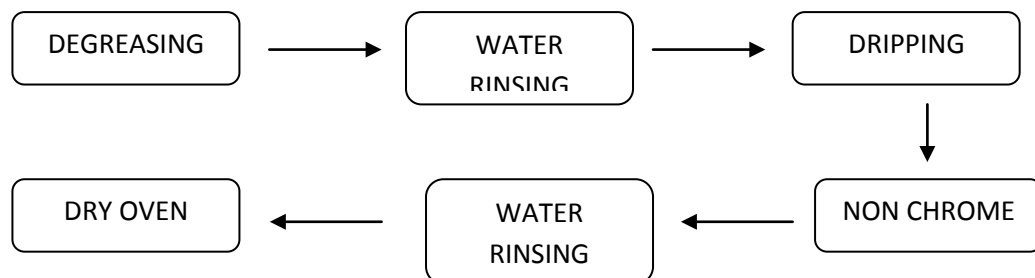 DEGREASING
WATER
RINSING
DRIPPING
DRY OVEN
WATER
RINSING
NON CHROME